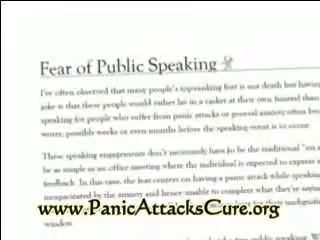 Fear of Public Speaking
I've often observed that many people's top-ranking fear is not death but having
joke is that these people would rather be in a casket at their own funeral than
speaking for people who suffer from panic attacks or general anxiety often bec
worse, possibly weeks or even months before the speaking event is to occur.
These speaking engagements don't necessarily have to be the traditional "on s
be as simple as an office meeting where the individual is expected to express a
feedback. In this case, the fear centers on having a panic attack while speaking
incapacitated by the anxiety and hence unable to complete what they're sayin
window.
www.PanicAttacksCure.org